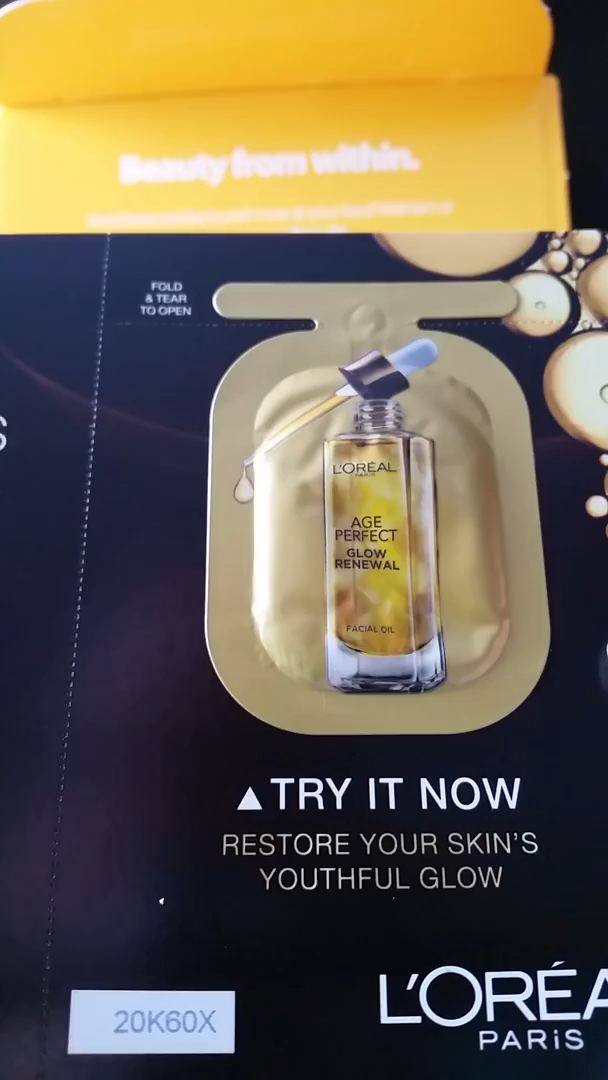 Beauty from within.
FOLD
& TEAR
TO OPEN
S
L'ORÉAL
PARIS
AGE
PERFECT
GLOW
RENEWAL
FACIAL OIL
▲TRY IT NOW
RESTORE YOUR SKIN'S
YOUTHFUL GLOW
20K60X
L'ORÉA
PARiS